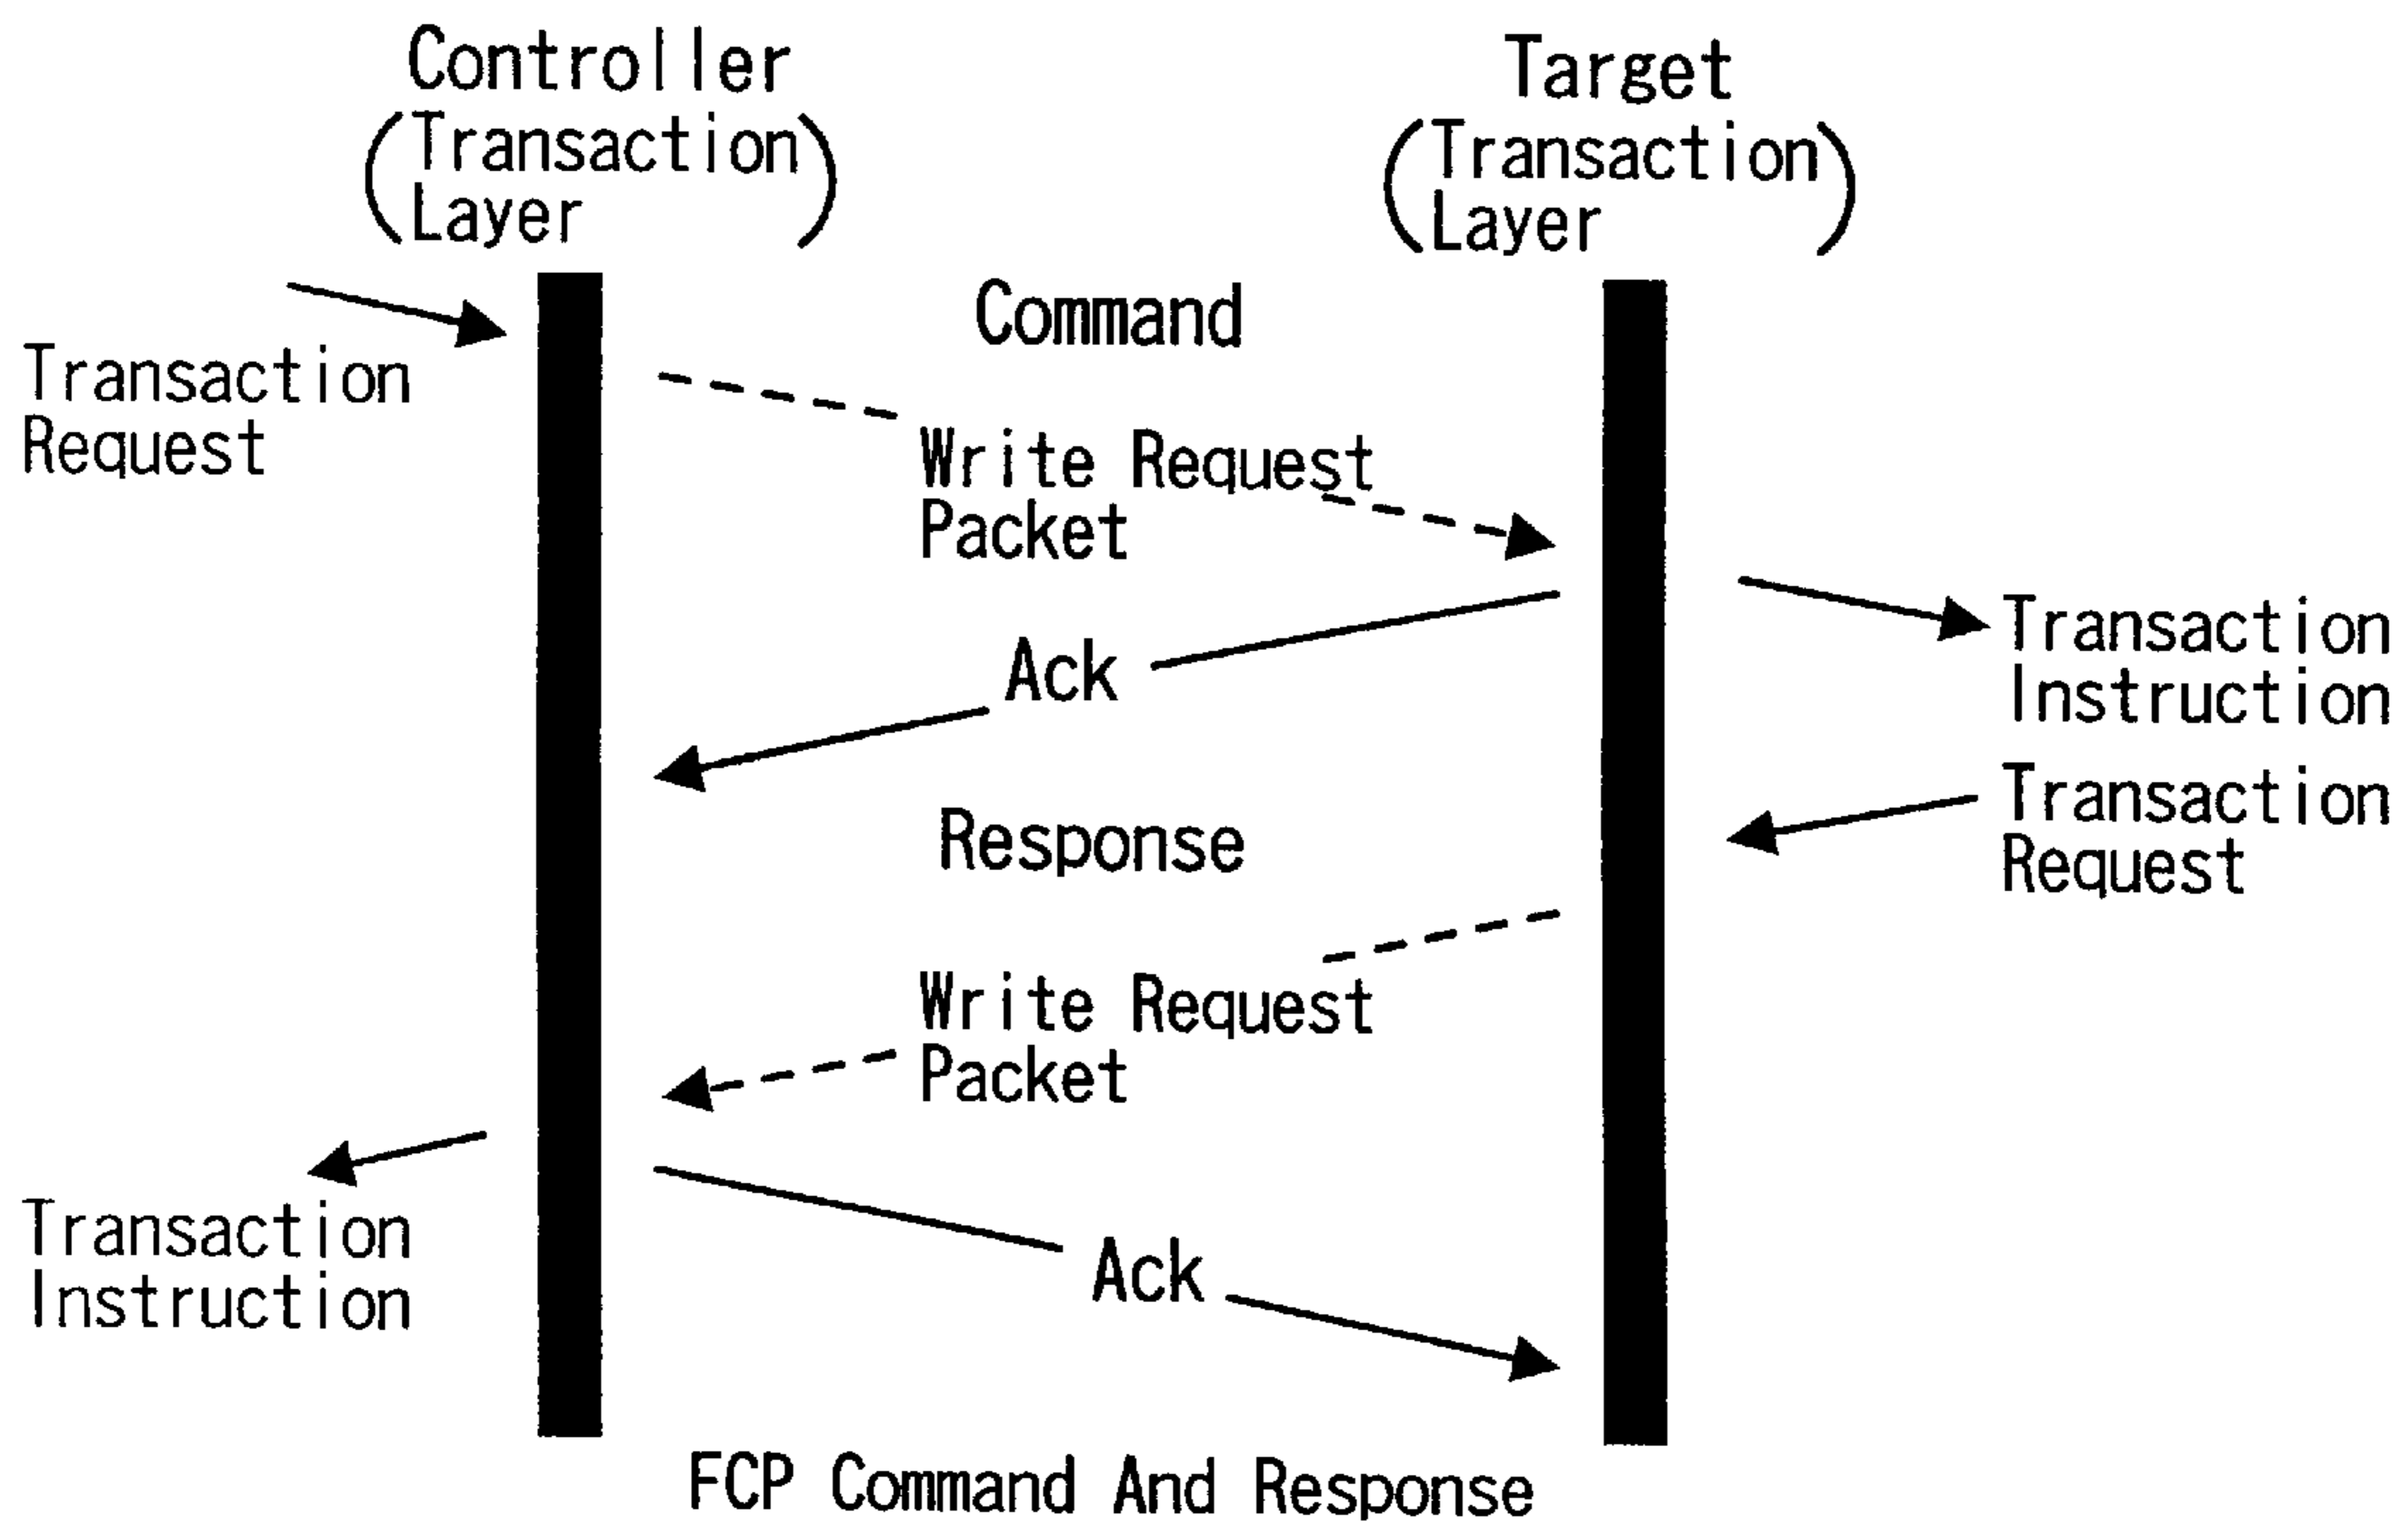 Controller
(Transaction
Layer)
Target
(Transaction
Layer)
Command
Transaction
Request
Write Request
Packet
Ack
Transaction
Instruction
Response
Transaction
Request
Write Request
Packet
Transaction
Instruction
Ack
FCP Command And Response